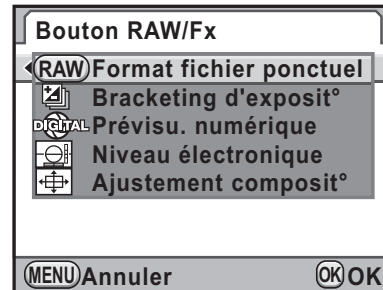 Bouton RAW/Fx
RAW Format fichier ponctuel
Bracketing d'exposit°
DIGITAL Prévisu. numérique
Niveau électronique
Ajustement composit°
MENU Annuler OK OK